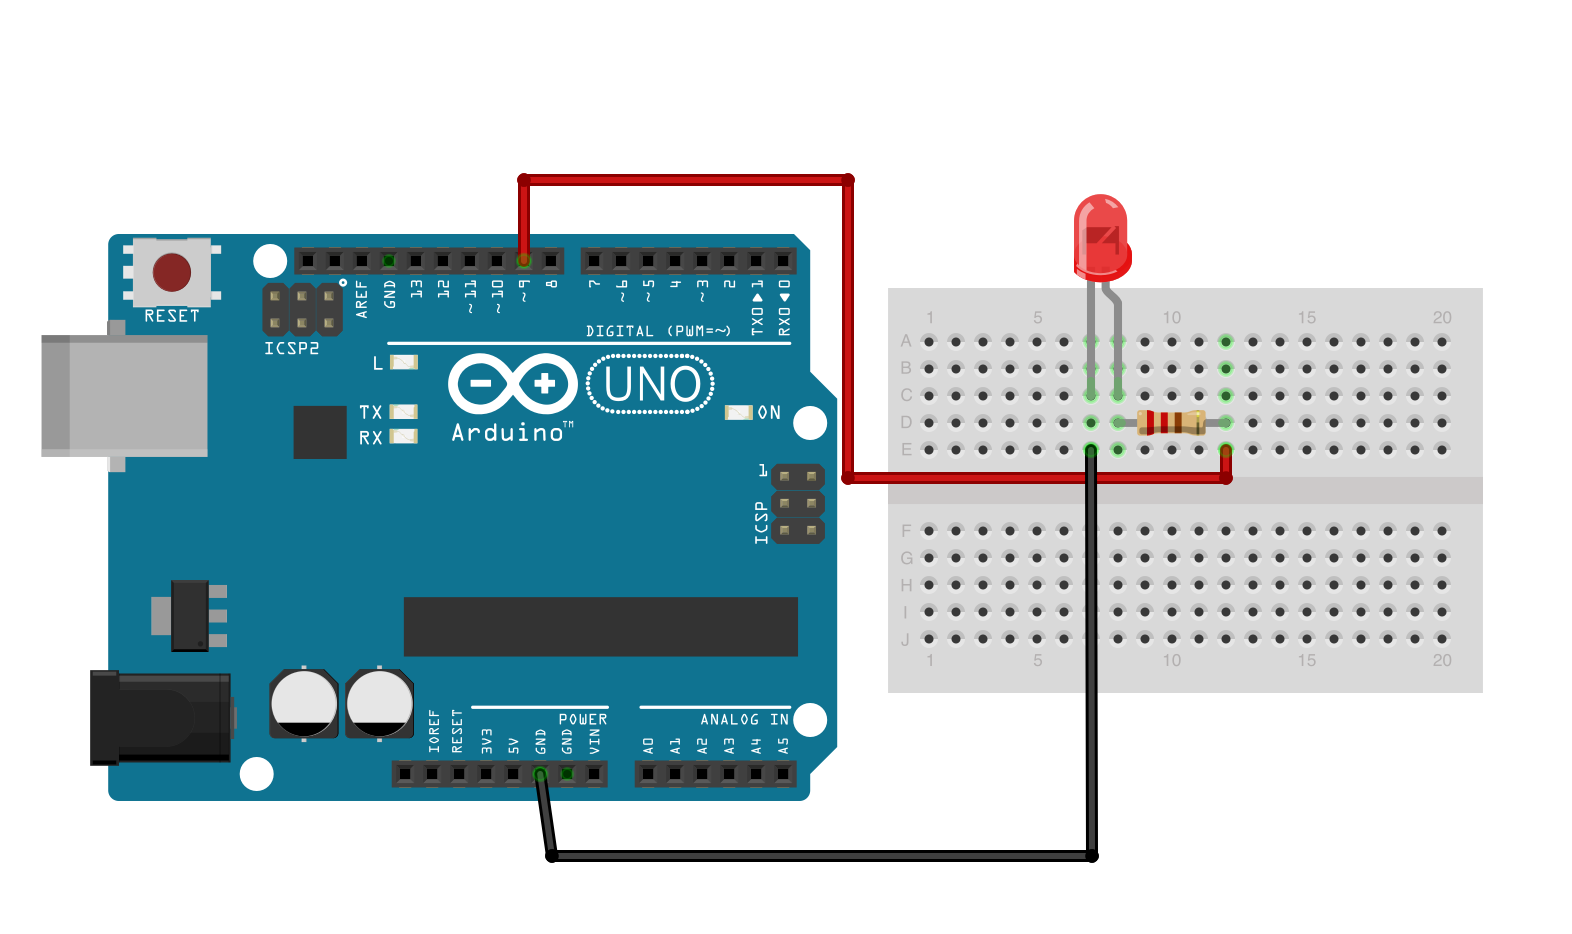 RESET
ICSP2
AREF
GND
13
12
~11
~10
~9
8
7
~6
~5
4
~3
2
TX0▶1
RX0◀0
DIGITAL (PWM=~)
L
TX
RX
UNO
ON
Arduino™
1
ICSP
1 5 10 15 20
A
B
C
D
E
F
G
H
I
J
1 5 10 15 20
POWER
ANALOG IN
IOREF
RESET
3V3
5V
GND
GND
VIN
A0
A1
A2
A3
A4
A5